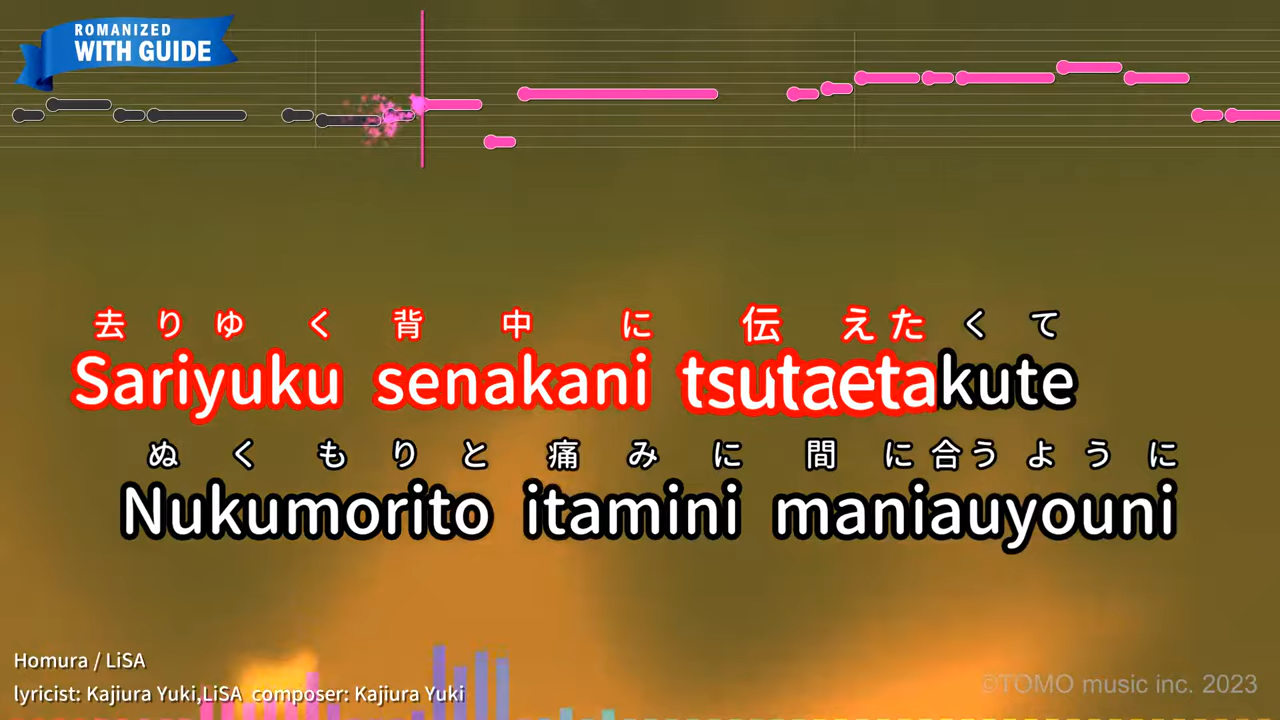 ROMANIZED
WITH GUIDE
去りゆく背中に 伝えたくて
Sariyuku senakani tsutaetakute
ぬくもりと痛みに間に合うように
Nukumorito itamini maniauyouni
Homura / LiSA
lyricist: Kajiura Yuki,LiSA composer: Kajiura Yuki
©TOMO music inc. 2023